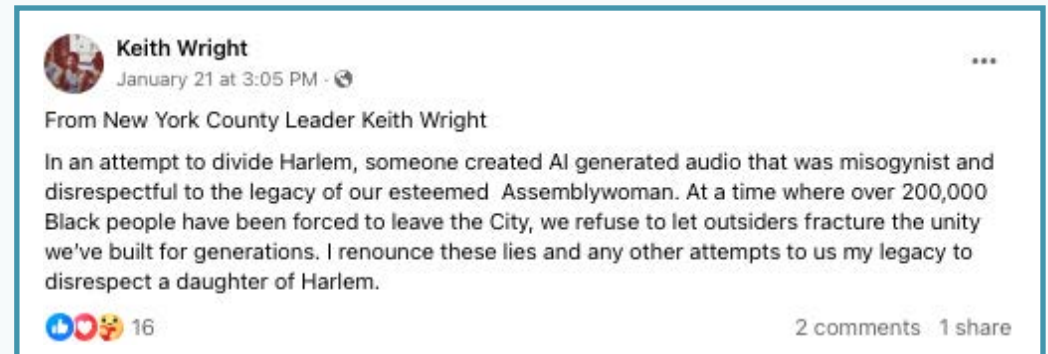 Keith Wright
January 21 at 3:05 PM ·
From New York County Leader Keith Wright
In an attempt to divide Harlem, someone created AI generated audio that was misogynist and
disrespectful to the legacy of our esteemed  Assemblywoman. At a time where over 200,000
Black people have been forced to leave the City, we refuse to let outsiders fracture the unity
we've built for generations. I renounce these lies and any other attempts to us my legacy to
disrespect a daughter of Harlem.
16 2 comments 1 share